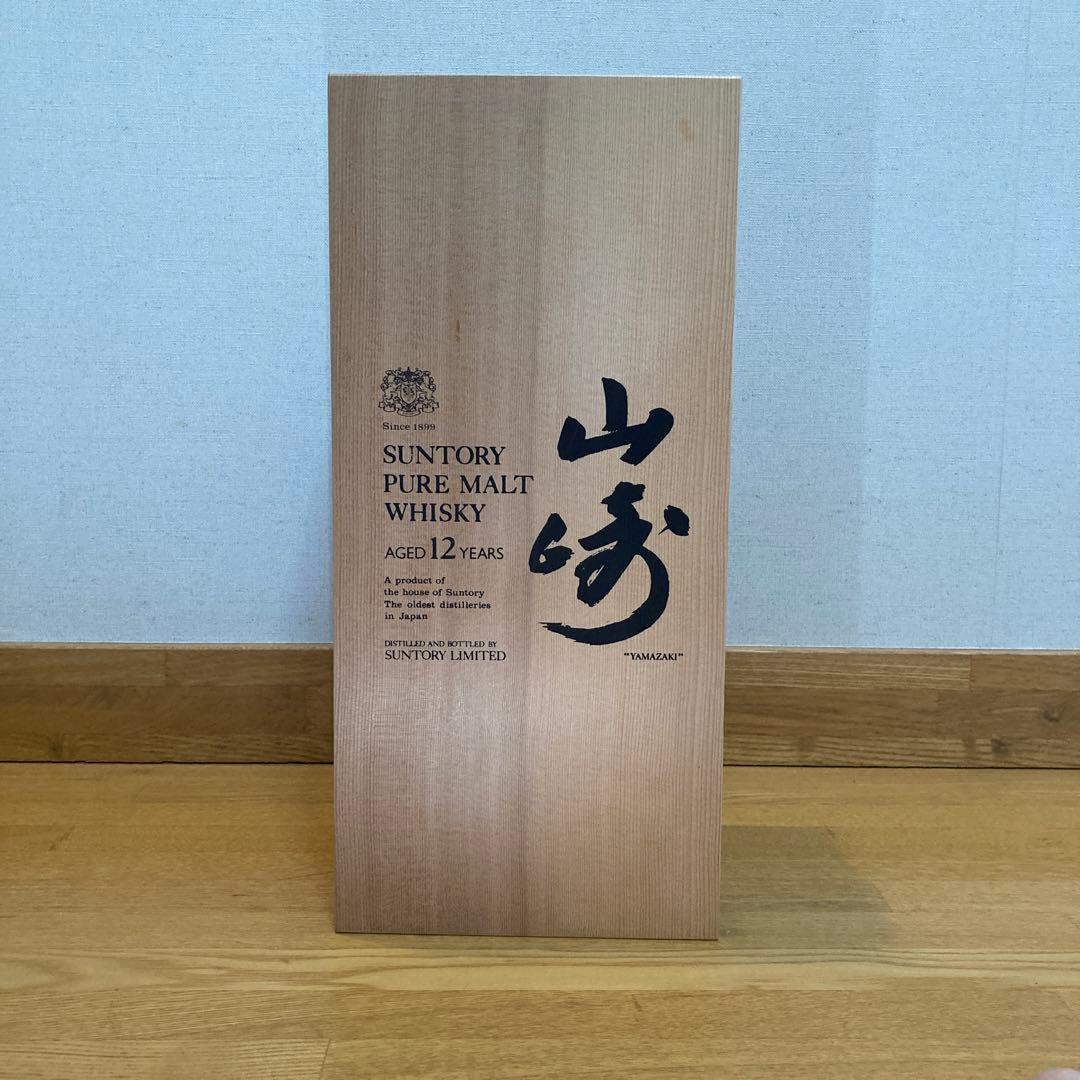 Since 1899
SUNTORY
PURE MALT
WHISKY
AGED 12 YEARS
A product of
the house of Suntory
The oldest distilleries
in Japan
DISTILLED AND BOTTLED BY
SUNTORY LIMITED
山崎
"YAMAZAKI"